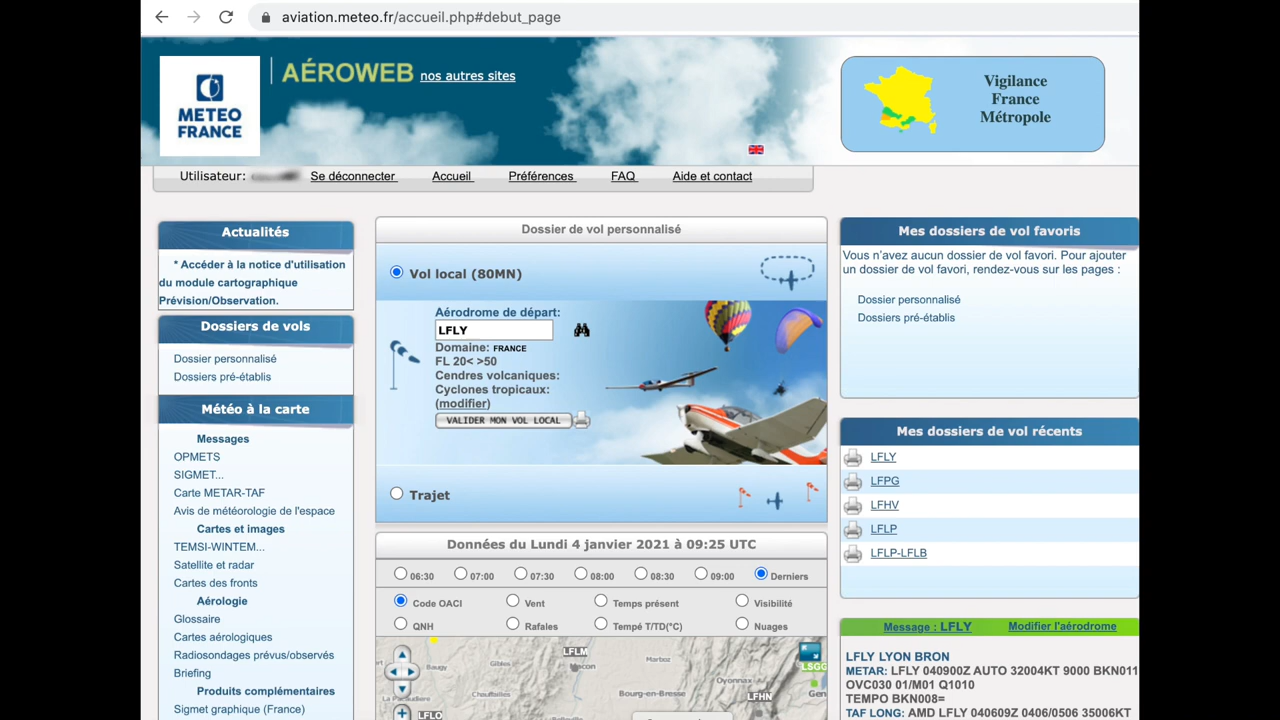 aviation.meteo.fr/accueil.php#debut_page
METEO
FRANCE
AÉROWEB nos autres sites
Vigilance
France
Métropole
Utilisateur: Se déconnecter Accueil Préférences FAQ Aide et contact
Actualités
* Accéder à la notice d'utilisation
du module cartographique
Prévision/Observation.
Dossiers de vols
Dossier personnalisé
Dossiers pré-établis
Météo à la carte
Messages
OPMETS
SIGMET...
Carte METAR-TAF
Avis de météorologie de l'espace
Cartes et images
TEMSI-WINTEM...
Satellite et radar
Cartes des fronts
Aérologie
Glossaire
Cartes aérologiques
Radiosondages prévus/observés
Briefing
Produits complémentaires
Sigmet graphique (France)
Dossier de vol personnalisé
Vol local (80MN)
Aérodrome de départ:
LFLY
Domaine: FRANCE
FL 20< >50
Cendres volcaniques:
Cyclones tropicaux:
(modifier)
VALIDER MON VOL LOCAL
Trajet
Données du Lundi 4 janvier 2021 à 09:25 UTC
06:30 07:00 07:30 08:00 08:30 09:00 Derniers
Code OACI Vent Temps présent Visibilité
QNH Rafales Tempé T/TD(°C) Nuages
LFLM
Baugy
Marboz
LSGG
Chauffailles
Bourg-en-Bresse
Oyonnax
LFHN
LFLO
Mes dossiers de vol favoris
Vous n'avez aucun dossier de vol favori. Pour ajouter
un dossier de vol favori, rendez-vous sur les pages :
Dossier personnalisé
Dossiers pré-établis
Mes dossiers de vol récents
LFLY
LFPG
LFHV
LFLP
LFLP-LFLB
Message : LFLY Modifier l'aérodrome
LFLY LYON BRON
METAR: LFLY 040900Z AUTO 32004KT 9000 BKN011
OVC030 01/M01 Q1010
TEMPO BKN008=
TAF LONG: AMD LFLY 040609Z 0406/0506 35006KT